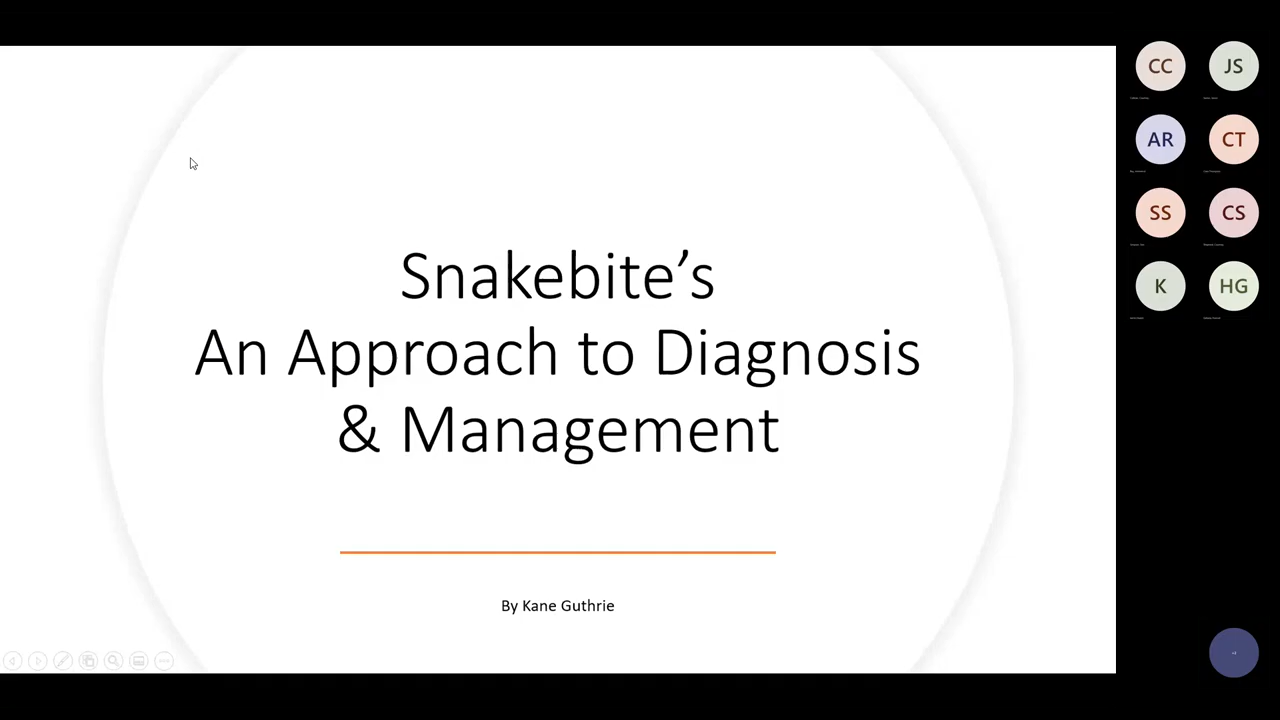 Snakebite’s
An Approach to Diagnosis
& Management
By Kane Guthrie
CC
JS
AR
CT
SS
CS
K
HG